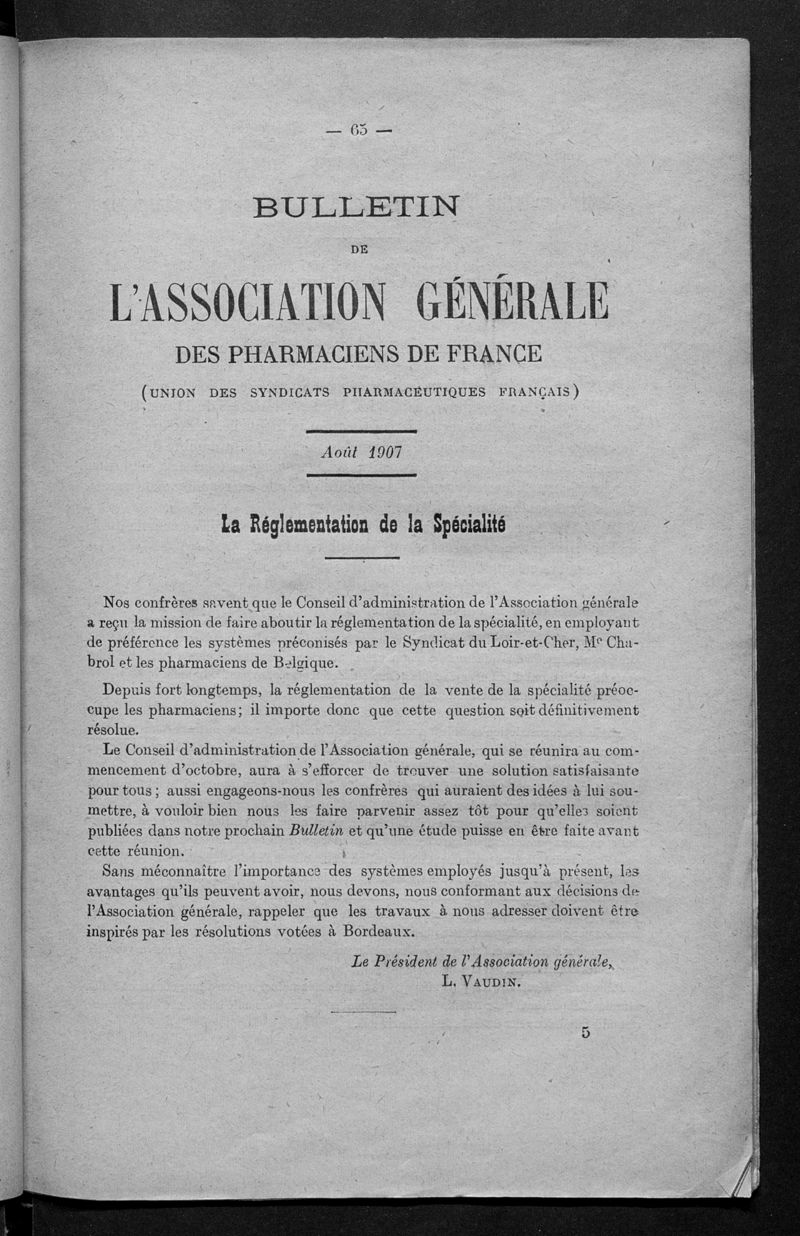 — 65 —
BULLETIN
DE
L'ASSOCIATION GÉNÉRALE
DES PHARMACIENS DE FRANCE
(UNION DES SYNDICATS PHARMACEUTIQUES FRANÇAIS)
Août 1907
La Réglementation de la Spécialité
Nos confrères savent que le Conseil d'administration de l'Association générale
a reçu la mission de faire aboutir la réglementation de la spécialité, en employant
de préférence les systèmes préconisés par le Syndicat du Loir-et-Cher, Me Cha-
brol et les pharmaciens de Belgique.
Depuis fort longtemps, la réglementation de la vente de la spécialité préoc-
cupe les pharmaciens; il importe donc que cette question soit définitivement
résolue.
Le Conseil d'administration de l'Association générale, qui se réunira au com-
mencement d'octobre, aura à s'efforcer de trouver une solution satisfaisante
pour tous; aussi engageons-nous les confrères qui auraient des idées à lui sou-
mettre, à vouloir bien nous les faire parvenir assez tôt pour qu'elles soient
publiées dans notre prochain Bulletin et qu'une étude puisse en être faite avant
cette réunion.
Sans méconnaître l'importance des systèmes employés jusqu'à présent, les
avantages qu'ils peuvent avoir, nous devons, nous conformant aux décisions de
l'Association générale, rappeler que les travaux à nous adresser doivent être
inspirés par les résolutions votées à Bordeaux.
Le Président de l'Association générale,
L. VAUDIN.
5